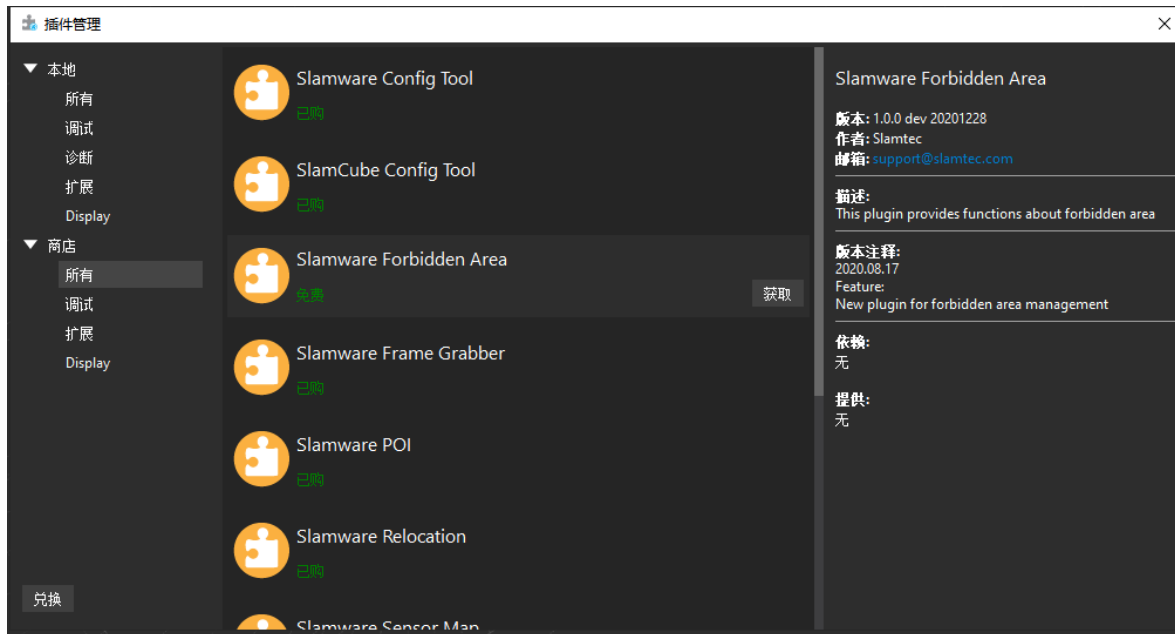 插件管理
本地
所有
调试
诊断
扩展
Display
商店
所有
调试
扩展
Display
兑换
Slamware Config Tool
已购
SlamCube Config Tool
已购
Slamware Forbidden Area
免费
获取
Slamware Frame Grabber
已购
Slamware POI
已购
Slamware Relocation
已购
Slamware Sensor Map
Slamware Forbidden Area
版本: 1.0.0 dev 20201228
作者: Slamtec
邮箱: support@slamtec.com
描述:
This plugin provides functions about forbidden area
版本注释:
2020.08.17
Feature:
New plugin for forbidden area management
依赖:
无
提供:
无